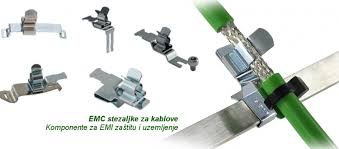 EMC stezaljke za kablove
Komponente za EMI zaštitu i uzemljenje